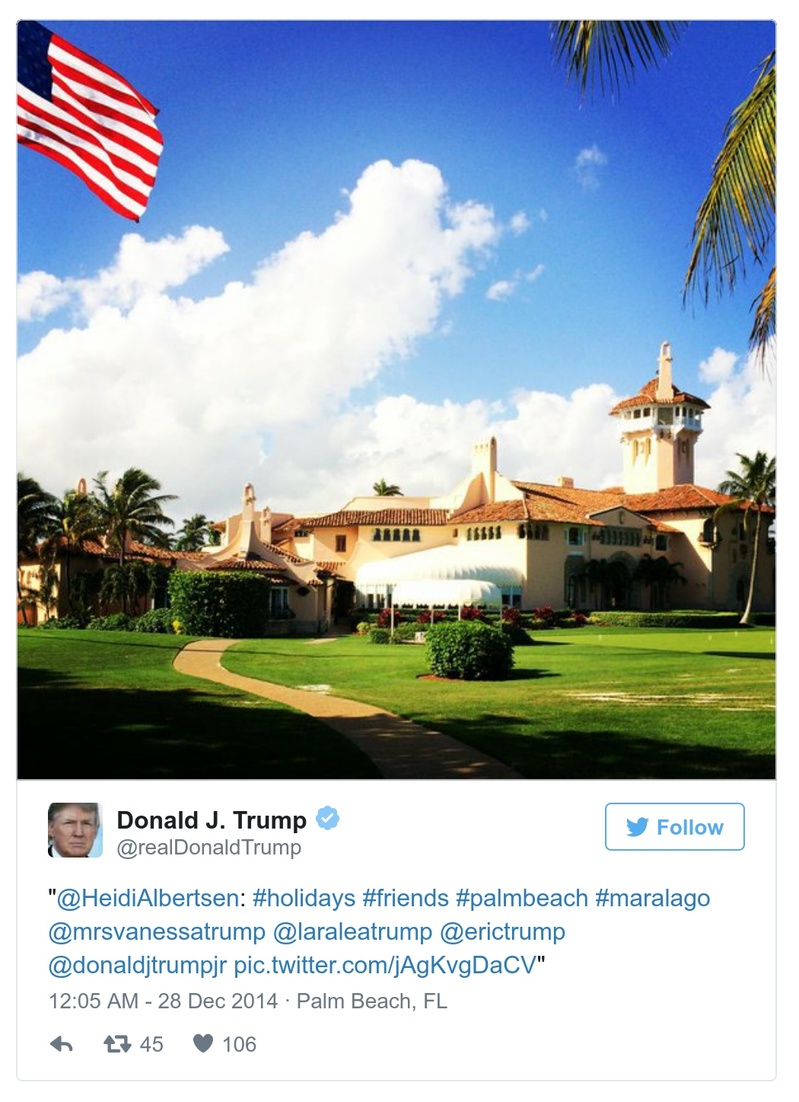 Donald J. Trump
@realDonaldTrump
Follow
"@HeidiAlbertsen: #holidays #friends #palmbeach #maralago
@mrsvanessatrump @laraleatrump @erictrump
@donaldjtrumpjr pic.twitter.com/jAgKvgDaCV"
12:05 AM - 28 Dec 2014 · Palm Beach, FL
45 106